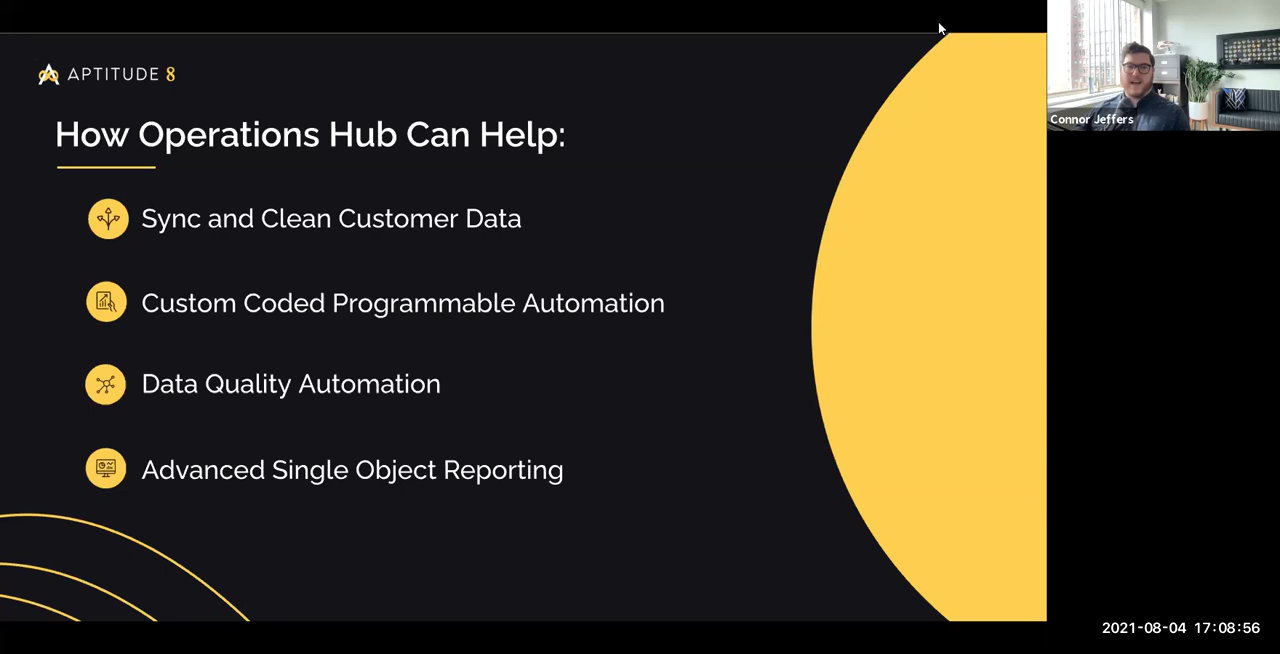 APTITUDE 8
How Operations Hub Can Help:
Sync and Clean Customer Data
Custom Coded Programmable Automation
Data Quality Automation
Advanced Single Object Reporting
Connor Jeffers
2021-08-04 17:08:56